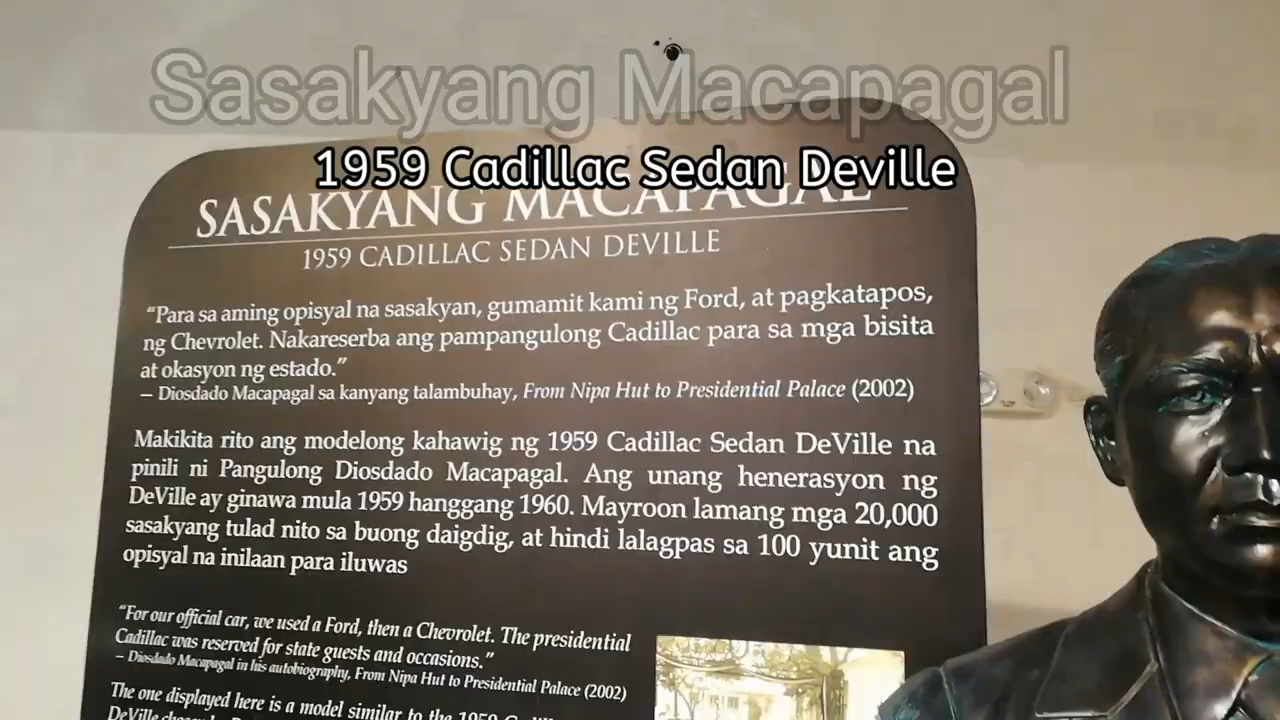 Sasakyang Macapagal
1959 Cadillac Sedan Deville
SASAKYANG MACAPAGAL
1959 CADILLAC SEDAN DEVILLE
"Para sa aming opisyal na sasakyan, gumamit kami ng Ford, at pagkatapos,
ng Chevrolet. Nakareserba ang pampangulong Cadillac para sa mga bisita
at okasyon ng estado."
– Diosdado Macapagal sa kanyang talambuhay, From Nipa Hut to Presidential Palace (2002)
Makikita rito ang modelong kahawig ng 1959 Cadillac Sedan DeVille na
pinili ni Pangulong Diosdado Macapagal. Ang unang henerasyon ng
DeVille ay ginawa mula 1959 hanggang 1960. Mayroon lamang mga 20,000
sasakyang tulad nito sa buong daigdig, at hindi lalagpas sa 100 yunit ang
opisyal na inilaan para iluwas
"For our official car, we used a Ford, then a Chevrolet. The presidential
Cadillac was reserved for state guests and occasions."
– Diosdado Macapagal in his autobiography, From Nipa Hut to Presidential Palace (2002)
The one displayed here is a model similar to the 1959
DeVille